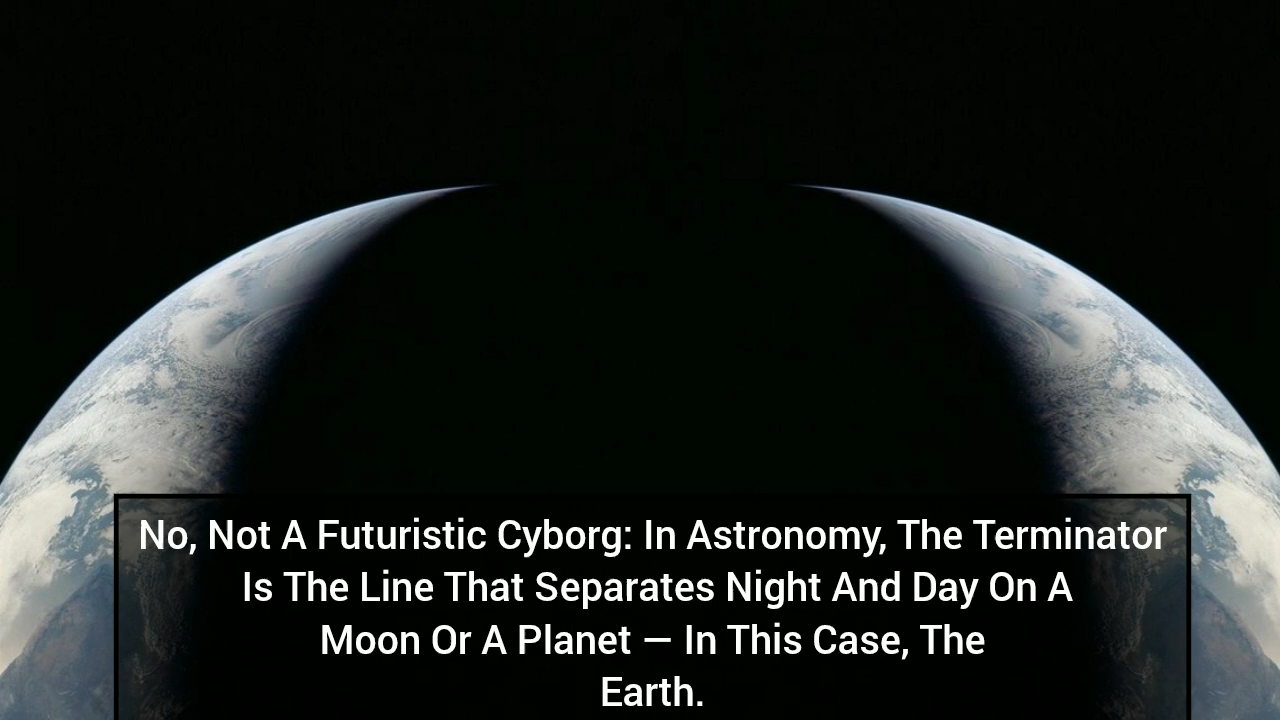 No, Not A Futuristic Cyborg: In Astronomy, The Terminator
Is The Line That Separates Night And Day On A
Moon Or A Planet — In This Case, The
Earth.